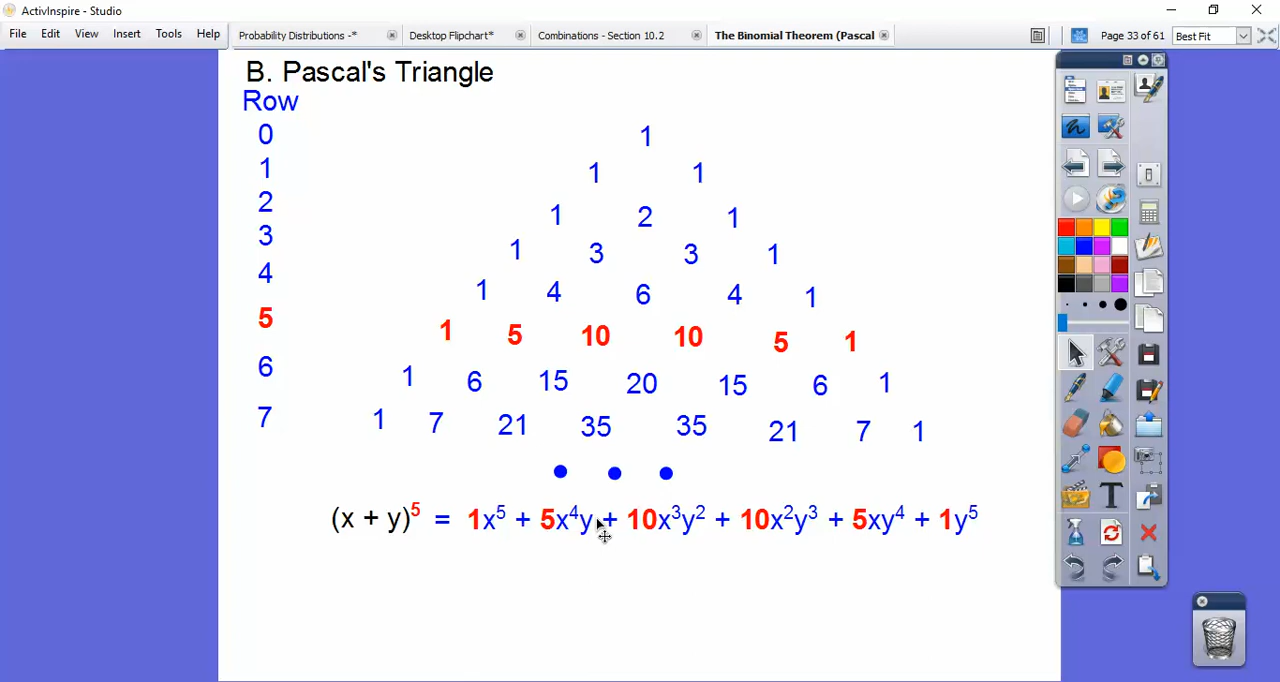 ActivInspire - Studio
File Edit View Insert Tools Help
Probability Distributions -* Desktop Flipchart* Combinations - Section 10.2 The Binomial Theorem (Pascal Page 33 of 61 Best Fit
B. Pascal's Triangle
Row
0 1
1 1 1
2 1 2 1
3 1 3 3 1
4 1 4 6 4 1
5 1 5 10 10 5 1
6 1 6 15 20 15 6 1
7 1 7 21 35 35 21 7 1
(x + y)⁵ = 1x⁵ + 5x⁴y + 10x³y² + 10x²y³ + 5xy⁴ + 1y⁵